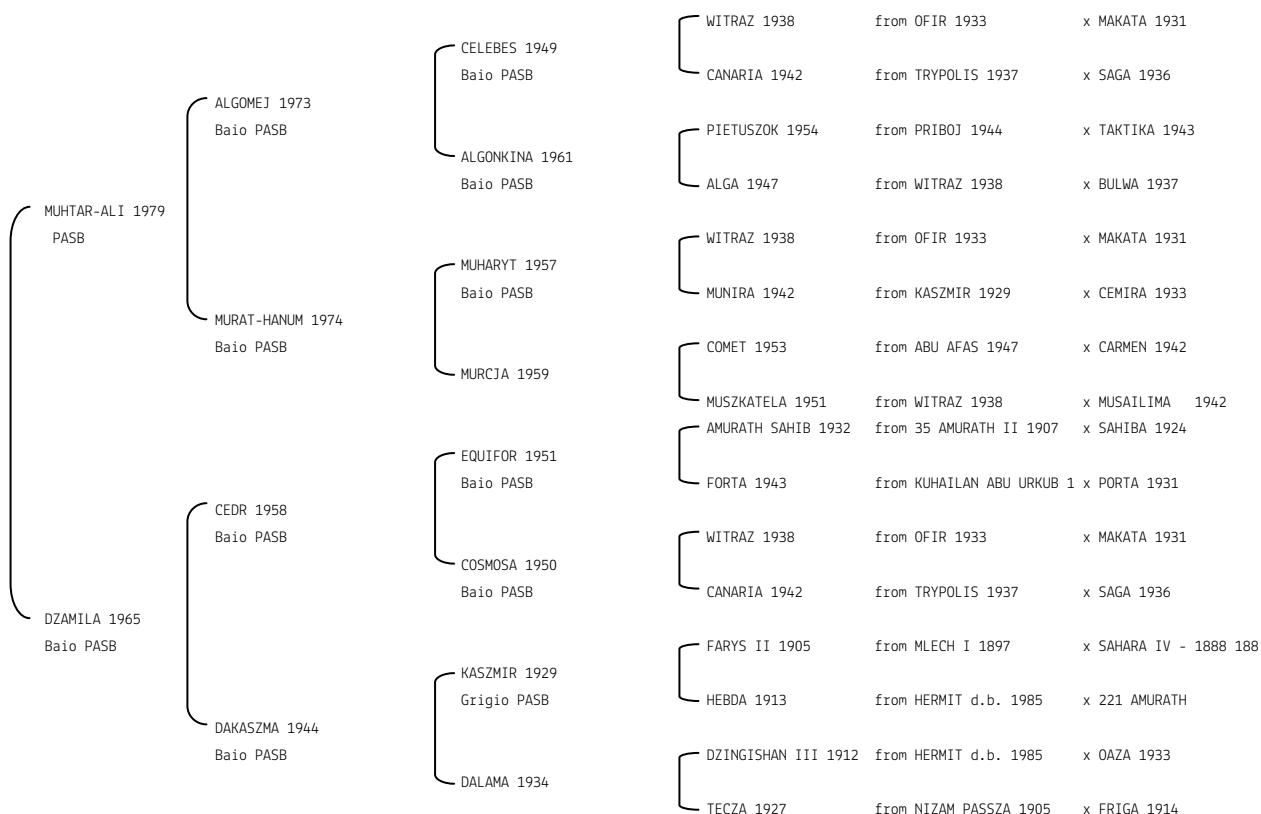 WITRAZ 1938 from OFIR 1933 x MAKATA 1931
CELEBES 1949
Baio PASB CANARIA 1942 from TRYPOLIS 1937 x SAGA 1936
ALGOMEJ 1973
Baio PASB PIETUSZOK 1954 from PRIBOJ 1944 x TAKTIKA 1943
ALGONKINA 1961
Baio PASB ALGA 1947 from WITRAZ 1938 x BULWA 1937
MUHTAR-ALI 1979
PASB WITRAZ 1938 from OFIR 1933 x MAKATA 1931
MUHARYT 1957
Baio PASB MUNIRA 1942 from KASZMIR 1929 x CEMIRA 1933
MURAT-HANUM 1974
Baio PASB COMET 1953 from ABU AFAS 1947 x CARMEN 1942
MURCJA 1959
MUSZKATELA 1951 from WITRAZ 1938 x MUSAILIMA 1942
AMURATH SAHIB 1932 from 35 AMURATH II 1907 x SAHIBA 1924
EQUIFOR 1951
Baio PASB FORTA 1943 from KUHAILAN ABU URKUB 1 x PORTA 1931
CEDR 1958
Baio PASB WITRAZ 1938 from OFIR 1933 x MAKATA 1931
COSMOSA 1950
Baio PASB CANARIA 1942 from TRYPOLIS 1937 x SAGA 1936
DZAMILA 1965
Baio PASB FARYS II 1905 from MLECH I 1897 x SAHARA IV - 1888 188
KASZMIR 1929
Grigio PASB HEBDA 1913 from HERMIT d.b. 1985 x 221 AMURATH
DAKASZMA 1944
Baio PASB DZINGISHAN III 1912 from HERMIT d.b. 1985 x OAZA 1933
DALAMA 1934
TECZA 1927 from NIZAM PASSZA 1905 x FRIGA 1914